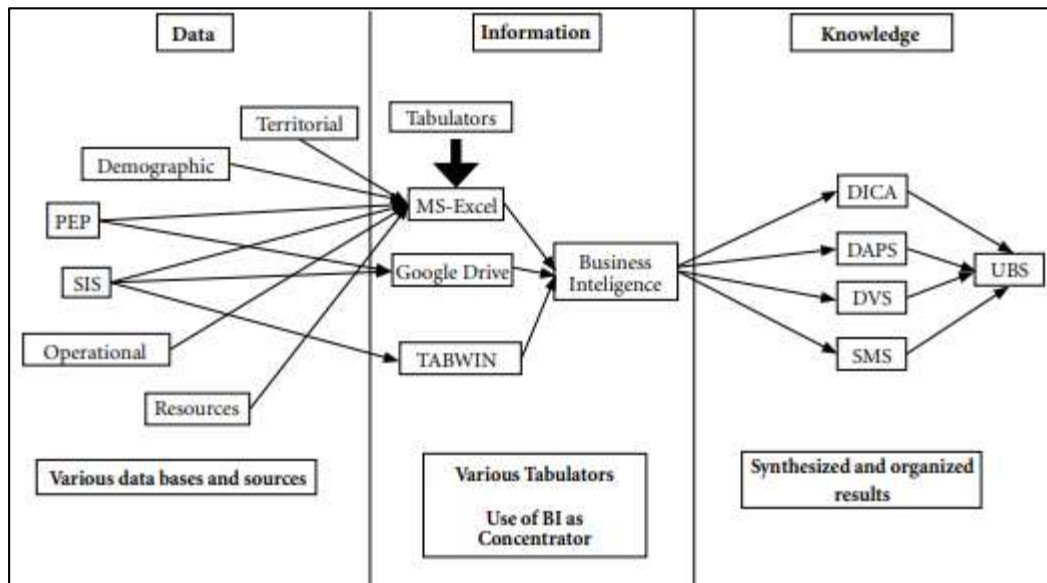 Data
Information
Knowledge
Territorial
Demographic
PEP
SIS
Operational
Resources
Various data bases and sources
Tabulators
MS-Excel
Google Drive
TABWIN
Business
Inteligence
Various Tabulators
Use of BI as
Concentrator
DICA
DAPS
DVS
SMS
UBS
Synthesized and organized
results